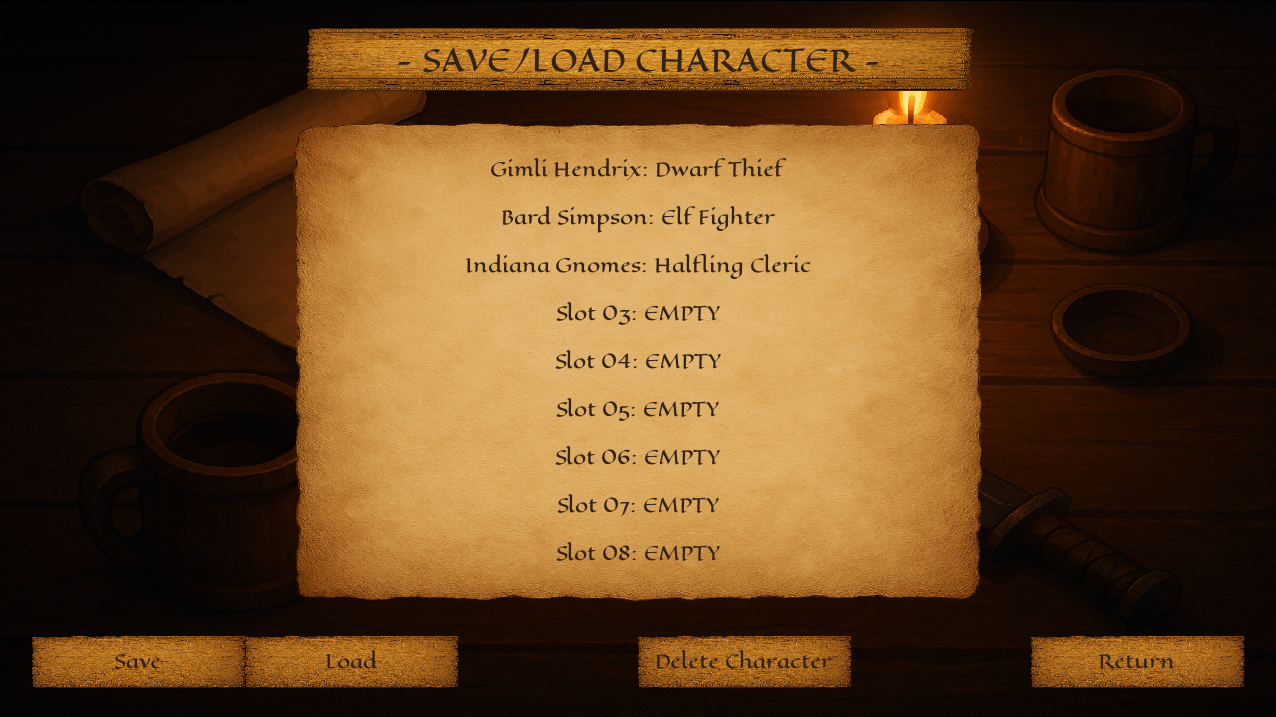 - SAVE/LOAD CHARACTER -
Gimli Hendrix: Dwarf Thief
Bard Simpson: Elf Fighter
Indiana Gnomes: Halfling Cleric
Slot 03: EMPTY
Slot 04: EMPTY
Slot 05: EMPTY
Slot 06: EMPTY
Slot 07: EMPTY
Slot 08: EMPTY
Save
Load
Delete Character
Return